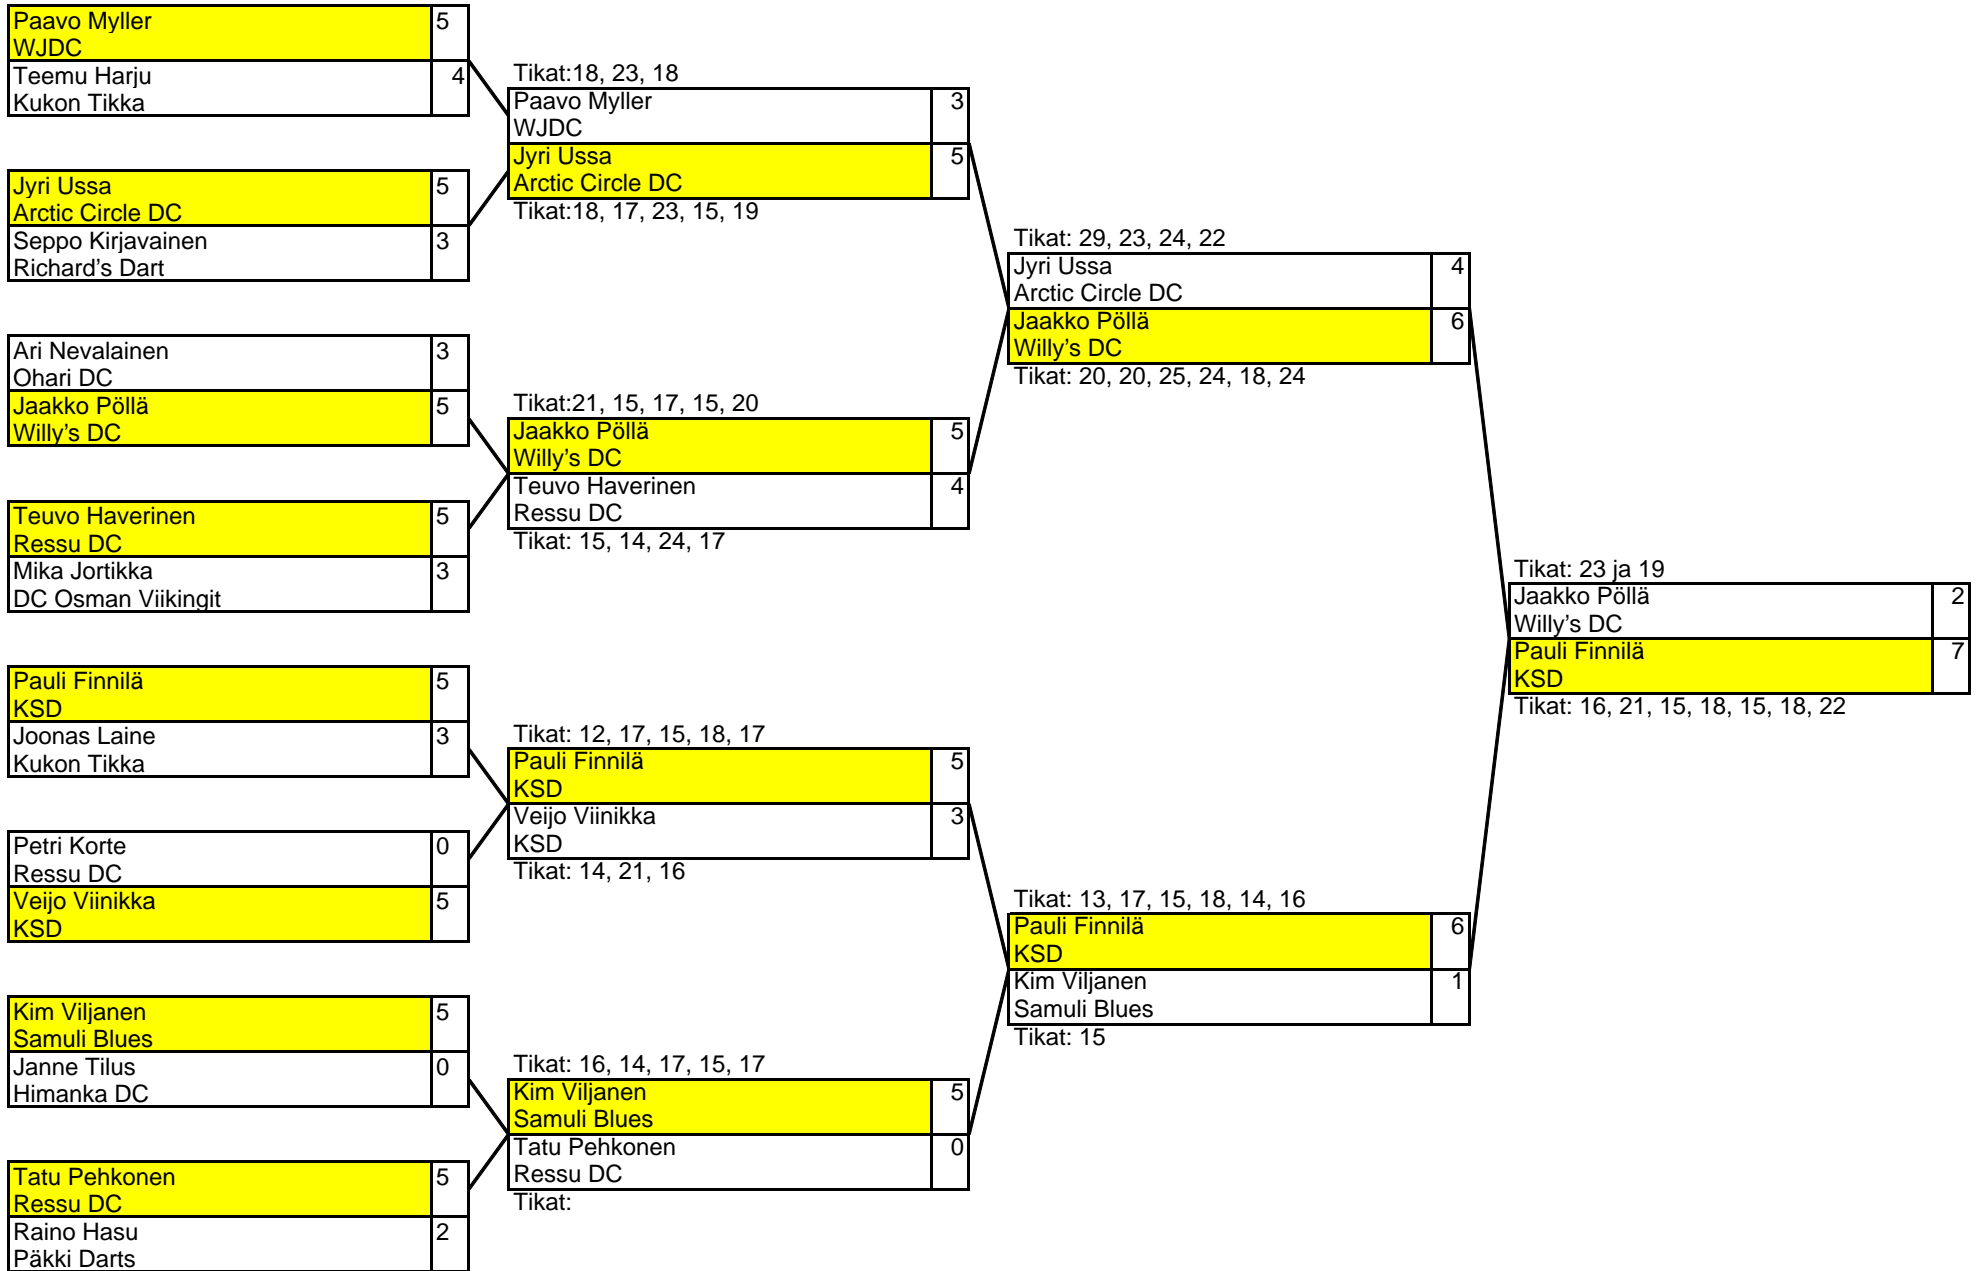 Paavo Myller 5
WJDC
Teemu Harju 4
Kukon Tikka
Jyri Ussa 5
Arctic Circle DC
Seppo Kirjavainen 3
Richard’s Dart
Ari Nevalainen 3
Ohari DC
Jaakko Pöllä 5
Willy’s DC
Teuvo Haverinen 5
Ressu DC
Mika Jortikka 3
DC Osman Viikingit
Pauli Finnilä 5
KSD
Joonas Laine 3
Kukon Tikka
Petri Korte 0
Ressu DC
Veijo Viinikka 5
KSD
Kim Viljanen 5
Samuli Blues
Janne Tilus 0
Himanka DC
Tatu Pehkonen 5
Ressu DC
Raino Hasu 2
Päkki Darts
Tikat:18, 23, 18
Paavo Myller 3
WJDC
Jyri Ussa 5
Arctic Circle DC
Tikat:18, 17, 23, 15, 19
Tikat:21, 15, 17, 15, 20
Jaakko Pöllä 5
Willy’s DC
Teuvo Haverinen 4
Ressu DC
Tikat: 15, 14, 24, 17
Tikat: 12, 17, 15, 18, 17
Pauli Finnilä 5
KSD
Veijo Viinikka 3
KSD
Tikat: 14, 21, 16
Tikat: 16, 14, 17, 15, 17
Kim Viljanen 5
Samuli Blues
Tatu Pehkonen 0
Ressu DC
Tikat:
Tikat: 29, 23, 24, 22
Jyri Ussa 4
Arctic Circle DC
Jaakko Pöllä 6
Willy’s DC
Tikat: 20, 20, 25, 24, 18, 24
Tikat: 13, 17, 15, 18, 14, 16
Pauli Finnilä 6
KSD
Kim Viljanen 1
Samuli Blues
Tikat: 15
Tikat: 23 ja 19
Jaakko Pöllä 2
Willy’s DC
Pauli Finnilä 7
KSD
Tikat: 16, 21, 15, 18, 15, 18, 22